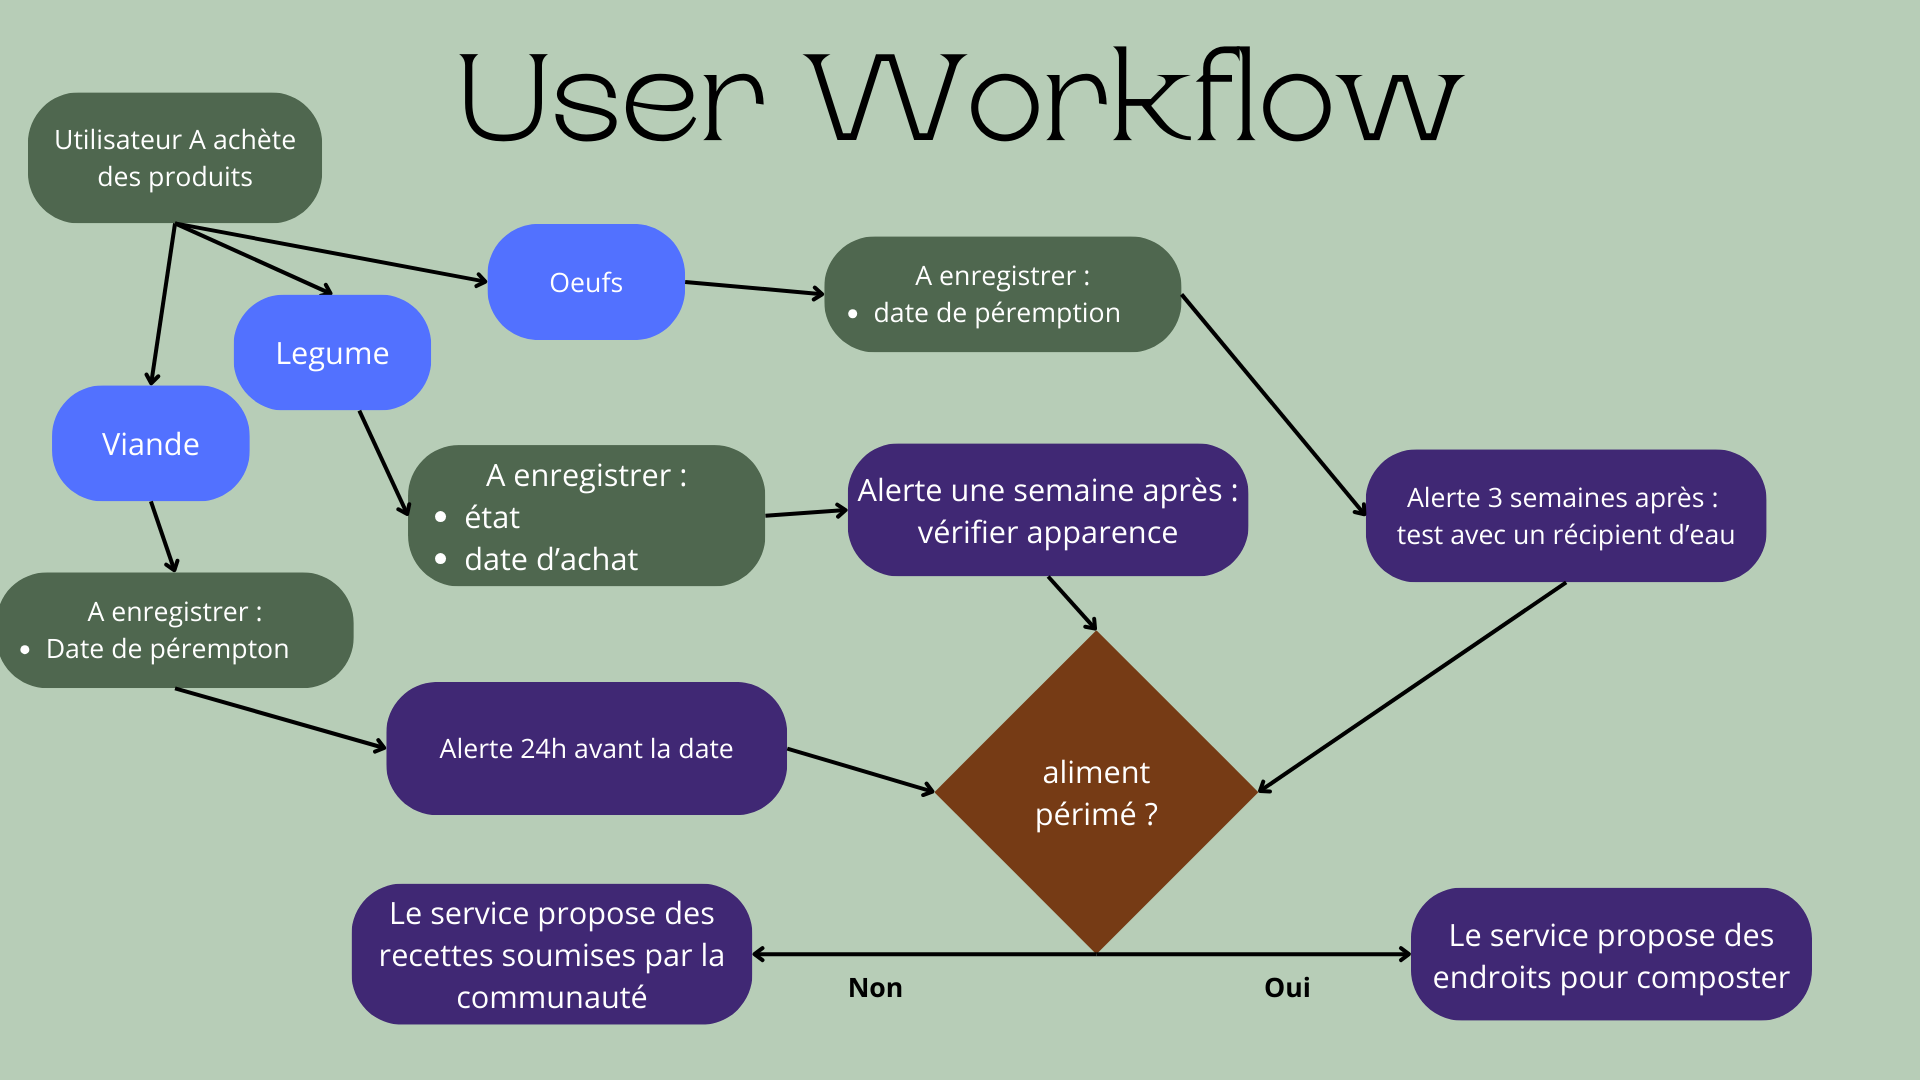 User Workflow
Utilisateur A achète
des produits
Oeufs
A enregistrer :
• date de péremption
Legume
Viande
A enregistrer :
• état
• date d’achat
Alerte une semaine après :
vérifier apparence
Alerte 3 semaines après :
test avec un récipient d’eau
A enregistrer :
• Date de pérempton
Alerte 24h avant la date
aliment
périmé ?
Le service propose des
recettes soumises par la
communauté
Non
Oui
Le service propose des
endroits pour composter